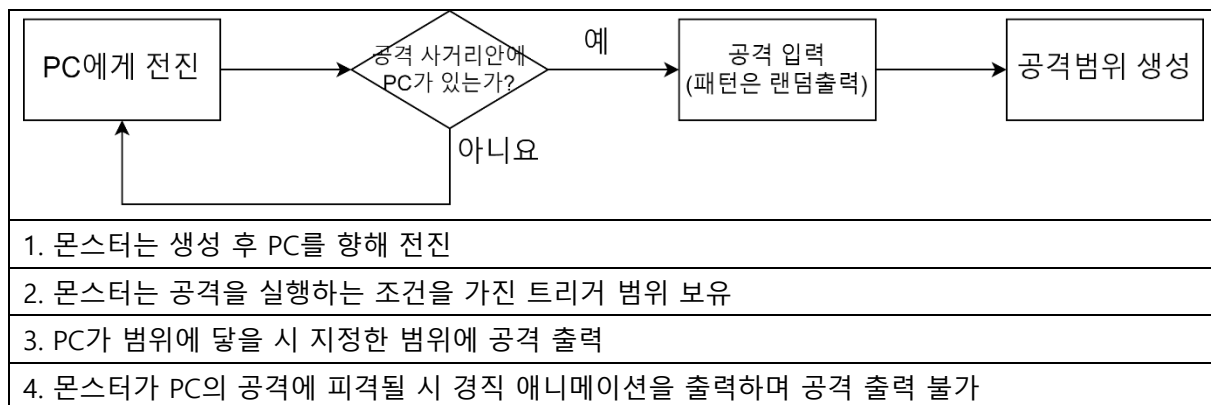 PC에게 전진
공격 사거리안에
PC가 있는가?
예
공격 입력
(패턴은 랜덤출력)
공격범위 생성
아니요
1. 몬스터는 생성 후 PC를 향해 전진
2. 몬스터는 공격을 실행하는 조건을 가진 트리거 범위 보유
3. PC가 범위에 닿을 시 지정한 범위에 공격 출력
4. 몬스터가 PC의 공격에 피격될 시 경직 애니메이션을 출력하며 공격 출력 불가